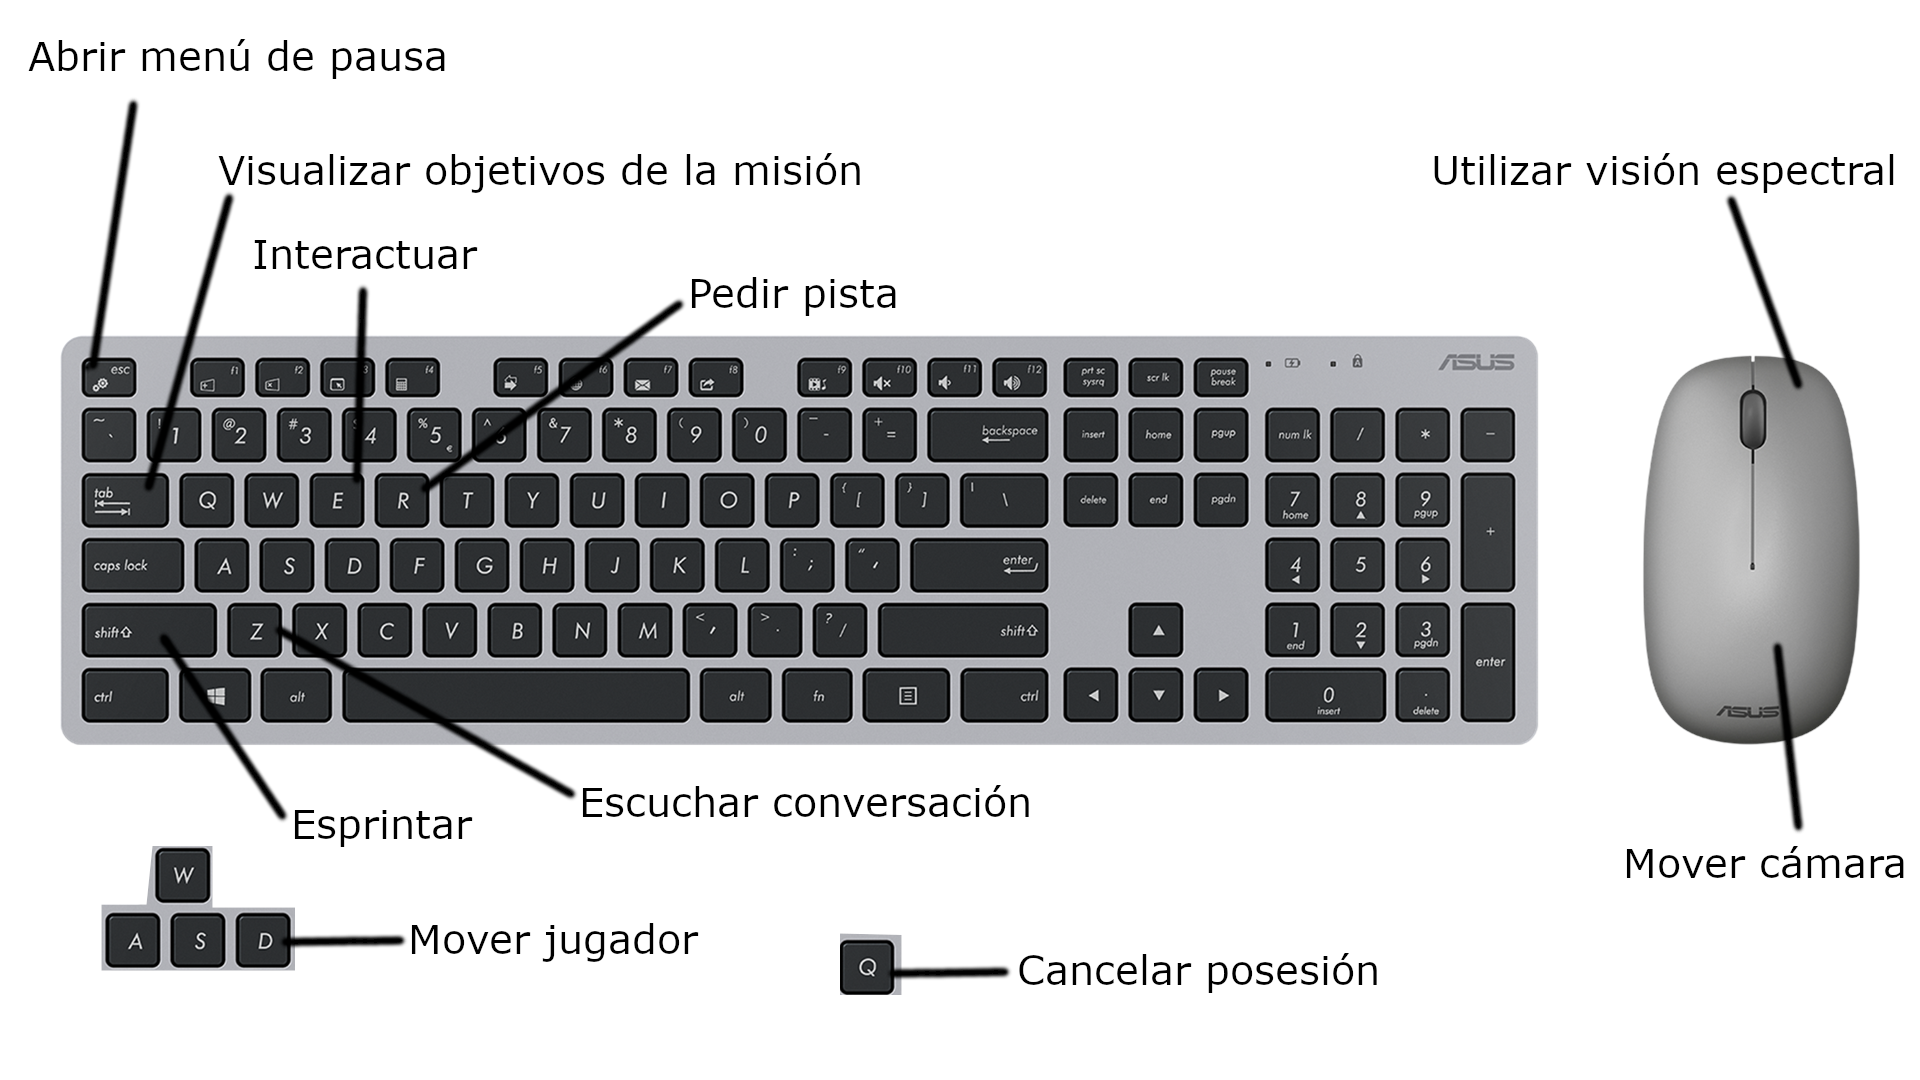 Abrir menú de pausa
Visualizar objetivos de la misión
Utilizar visión espectral
Interactuar
Pedir pista
esc f1 f2 f4 f5 f6 f7 f8 f9 f10 f11 f12 prt sc sysrq scr lk pause break ASUS
~ ` 1 @ 2 # 3 4 % 5 € ^ & 7 * 8 ( 9 ) 0 _ - + = backspace insert home pgup num lk / * -
tab Q W E R T Y U I O P { [ } ] | \ delete end pgdn 7 home 8 9 pgup +
caps lock A S D F G H J K L : ; " ' enter 4 5 6
shift Z X C V B N M < , > . ? / shift 1 end 2 3 pgdn enter
ctrl alt alt fn ctrl 0 insert . delete
ASUS
Escuchar conversación
Esprintar
Mover cámara
W
A S D
Mover jugador
Q
Cancelar posesión